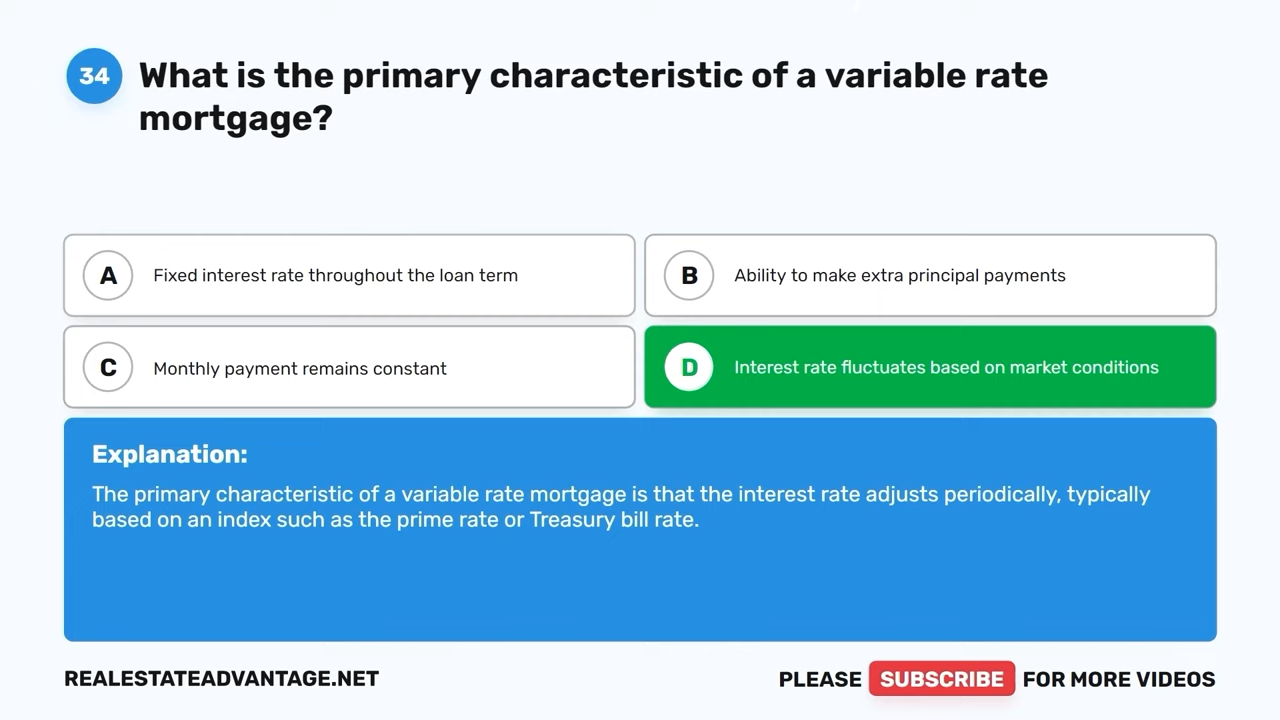 34
What is the primary characteristic of a variable rate
mortgage?
A
Fixed interest rate throughout the loan term
B
Ability to make extra principal payments
C
Monthly payment remains constant
D
Interest rate fluctuates based on market conditions
Explanation:
The primary characteristic of a variable rate mortgage is that the interest rate adjusts periodically, typically
based on an index such as the prime rate or Treasury bill rate.
REALESTATEADVANTAGE.NET
PLEASE SUBSCRIBE FOR MORE VIDEOS